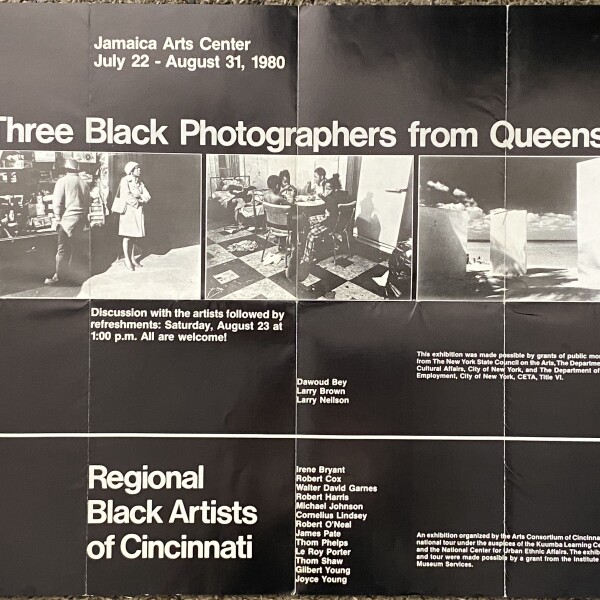 Jamaica Arts Center
July 22 - August 31, 1980
Three Black Photographers from Queens
Discussion with the artists followed by
refreshments: Saturday, August 23 at
1:00 p.m. All are welcome!
This exhibition was made possible by grants of public
from The New York State Council on the Arts, The
Cultural Affairs, City of New York, and The Department of
Employment, City of New York, CETA, Title VI.
Dawoud Bey
Larry Brown
Larry Neilson
Regional
Black Artists
of Cincinnati
Irene Bryant
Robert Cox
Walter David Garnes
Robert Harris
Michael Johnson
Cornelius Lindsey
Robert O'Neal
James Pate
Thom Phelps
Le Roy Porter
Thom Shaw
Gilbert Young
Joyce Young
An exhibition organized by the Arts Consortium of
national tour under the auspices of the Kuumba Learning
and the National Center for Urban Ethnic Affairs. The
and tour were made possible by a grant from the Institute
Museum Services.